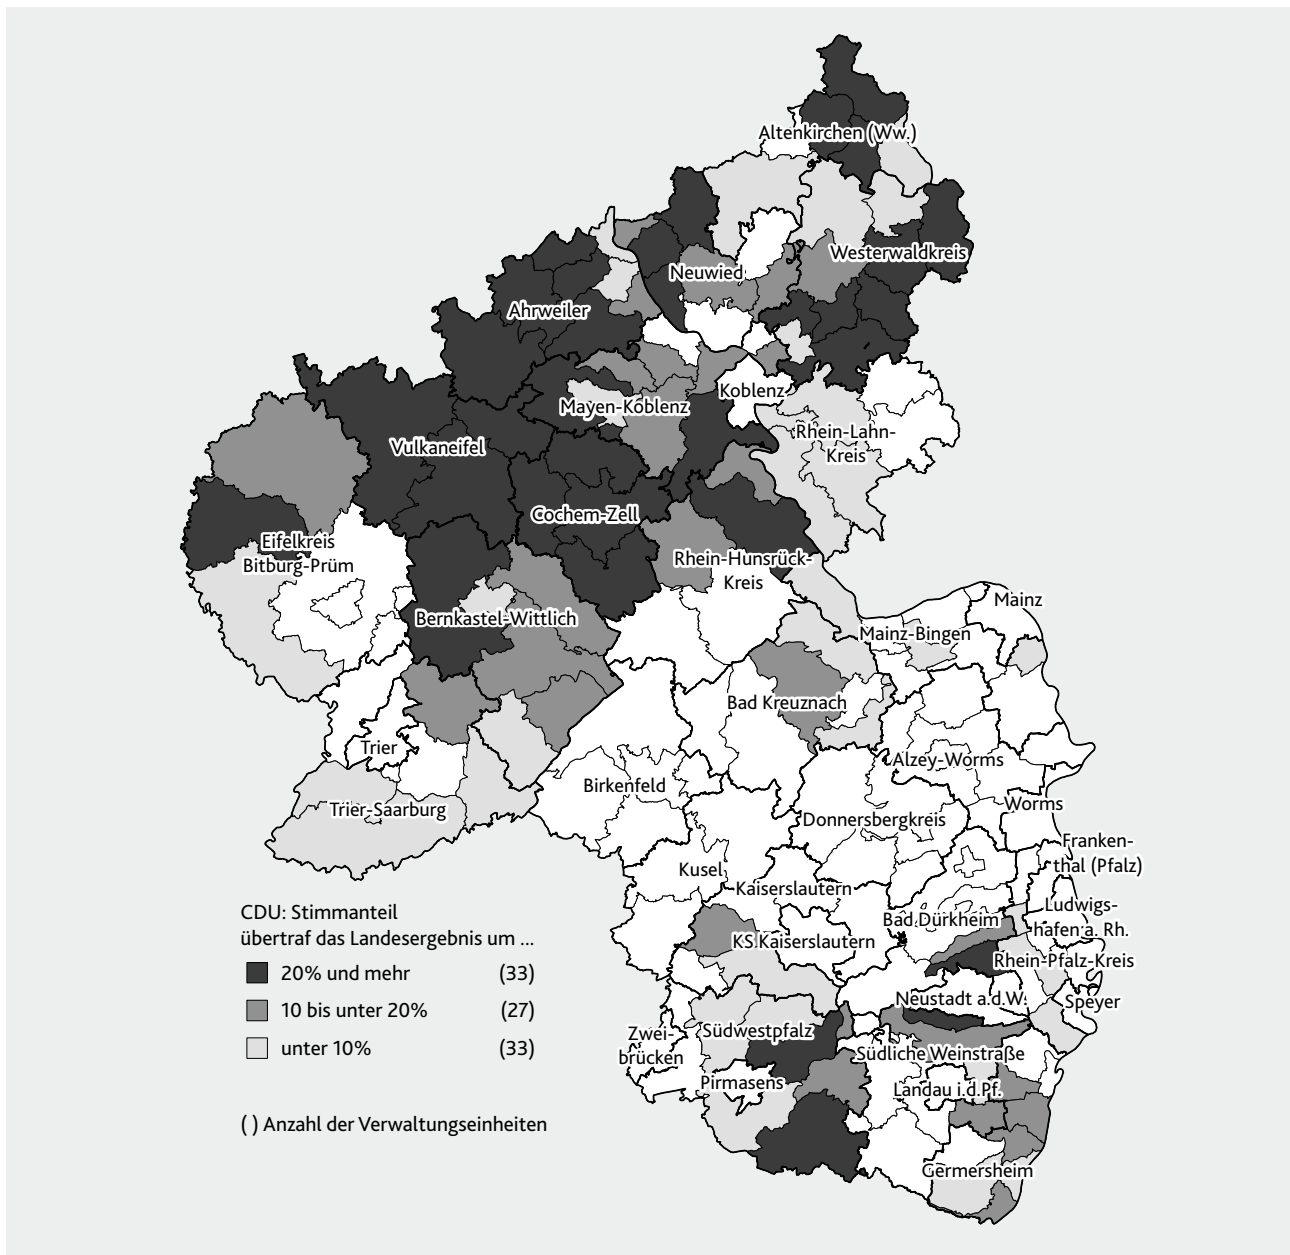 Altenkirchen (Ww.)
Westerwaldkreis
Neuwied
Ahrweiler
Koblenz
Mayen-Koblenz
Rhein-Lahn-
Kreis
Vulkaneifel
Cochem-Zell
Eifelkreis
Bitburg-Prüm
Rhein-Hunsrück-
Kreis
Mainz
Bernkastel-Wittlich
Mainz-Bingen
Bad Kreuznach
Trier
Alzey-Worms
Birkenfeld
Worms
Trier-Saarburg
Donnersbergkreis
Franken-
thal (Pfalz)
Kusel
Kaiserslautern
Ludwigs-
hafen a. Rh.
Bad Dürkheim
KS.Kaiserslautern
Rhein-Pfalz-Kreis
Neustadt a.d.W.
Speyer
Südwestpfalz
Zwei-
brücken
Südliche Weinstraße
Pirmasens
Landau i.d.Pf.
Germersheim
CDU: Stimmanteil
übertraf das Landesergebnis um ...
20% und mehr (33)
10 bis unter 20% (27)
unter 10% (33)
( ) Anzahl der Verwaltungseinheiten